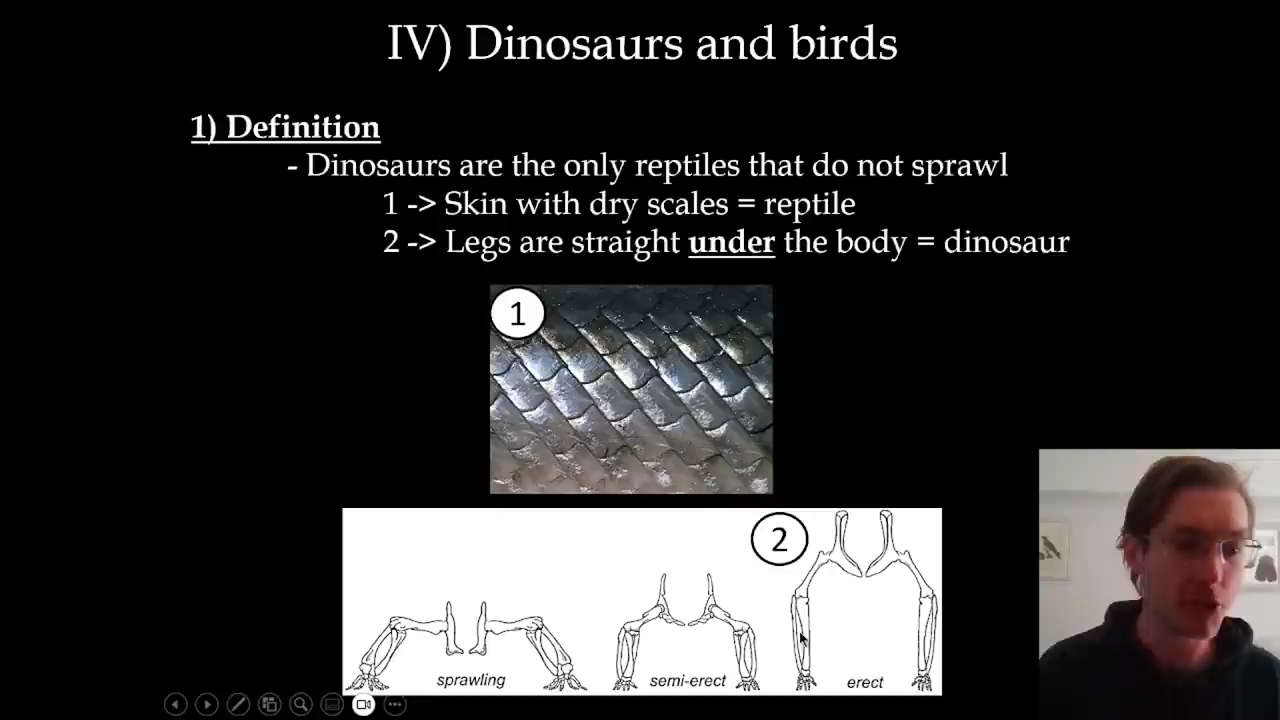 IV) Dinosaurs and birds
1) Definition
- Dinosaurs are the only reptiles that do not sprawl
1 -> Skin with dry scales = reptile
2 -> Legs are straight under the body = dinosaur
1
2
sprawling
semi-erect
erect